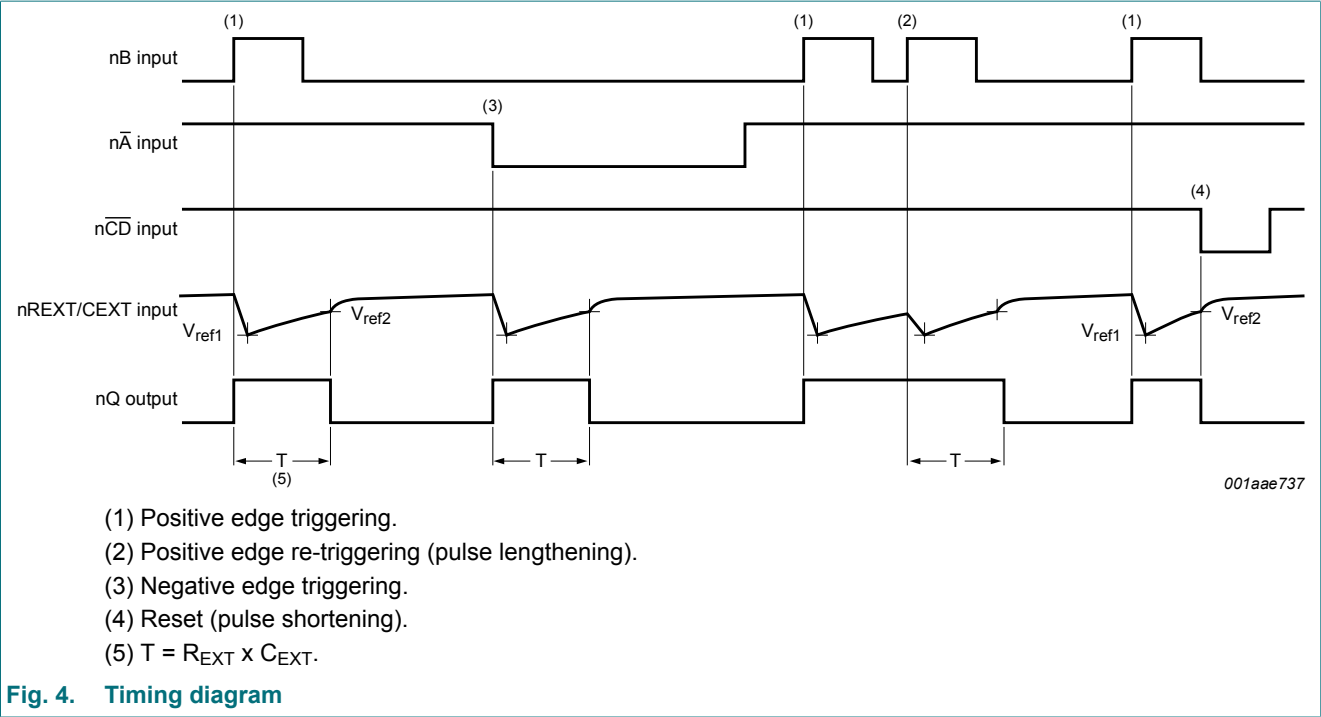 (1) (1) (2) (1)
nB input
(3)
nA̅ input
(4)
nC̅D̅ input
nREXT/CEXT input
Vref1 Vref2 Vref1 Vref2
nQ output
T T T
(5)
001aae737
(1) Positive edge triggering.
(2) Positive edge re-triggering (pulse lengthening).
(3) Negative edge triggering.
(4) Reset (pulse shortening).
(5) T = REXT x CEXT.
Fig. 4. Timing diagram